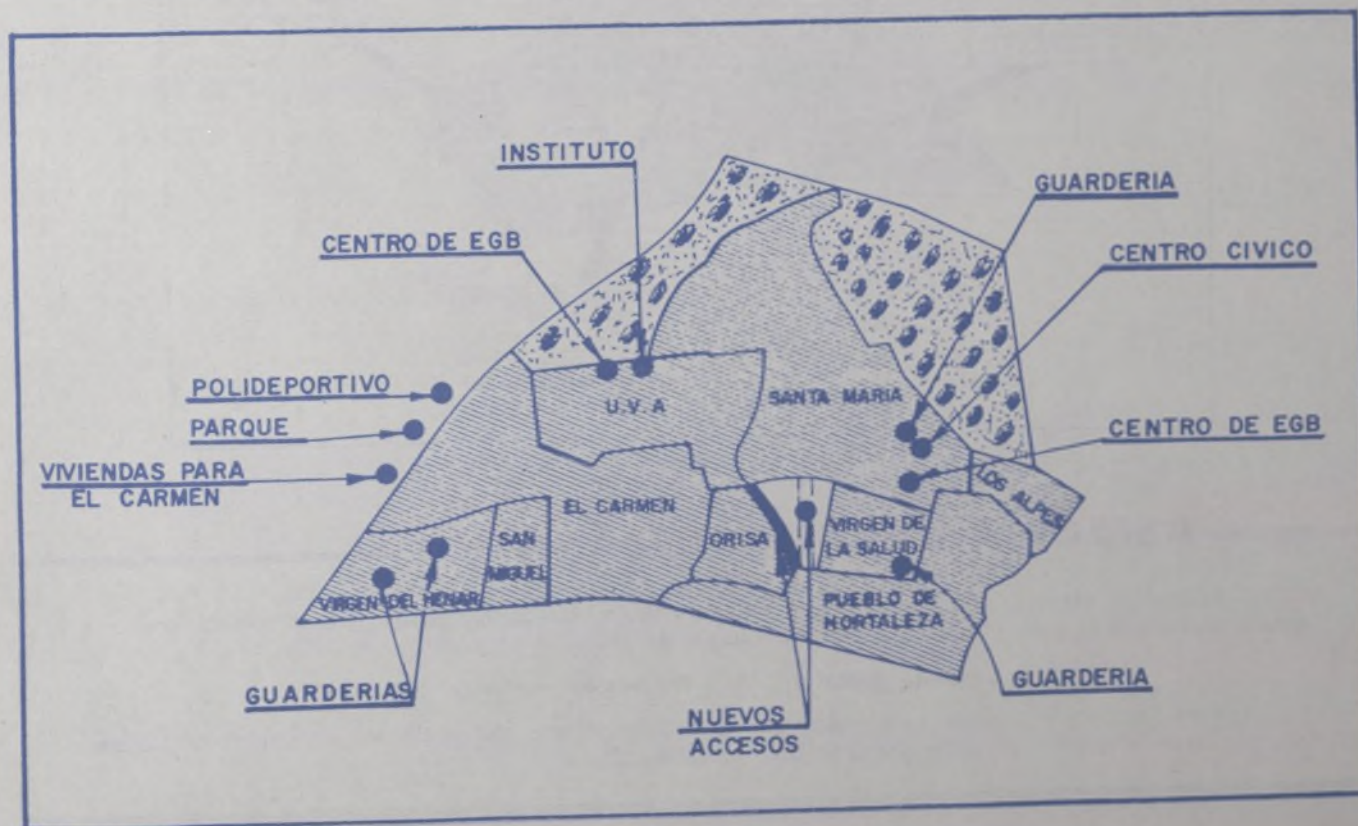 INSTITUTO
GUARDERIA
CENTRO DE EGB
CENTRO CIVICO
POLIDEPORTIVO
U.V.A
SANTA MARIA
PARQUE
CENTRO DE EGB
VIVIENDAS PARA
EL CARMEN
LOS ALPES
EL CARMEN
SAN
MIGUEL
ORISA
VIRGEN DE
LA SALUD
VIRGEN DEL HENAR
PUEBLO DE
HORTALEZA
GUARDERIAS
GUARDERIA
NUEVOS
ACCESOS